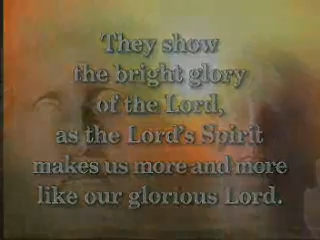 They show
the bright glory
of the Lord,
as the Lord's Spirit
makes us more and more
like our glorious Lord.